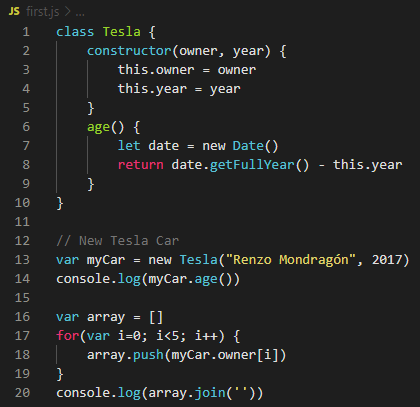 JS first.js > ...
1 class Tesla {
2     constructor(owner, year) {
3         this.owner = owner
4         this.year = year
5     }
6     age() {
7         let date = new Date()
8         return date.getFullYear() - this.year
9     }
10 }
11
12 // New Tesla Car
13 var myCar = new Tesla("Renzo Mondragón", 2017)
14 console.log(myCar.age())
15
16 var array = []
17 for(var i=0; i<5; i++) {
18     array.push(myCar.owner[i])
19 }
20 console.log(array.join(''))